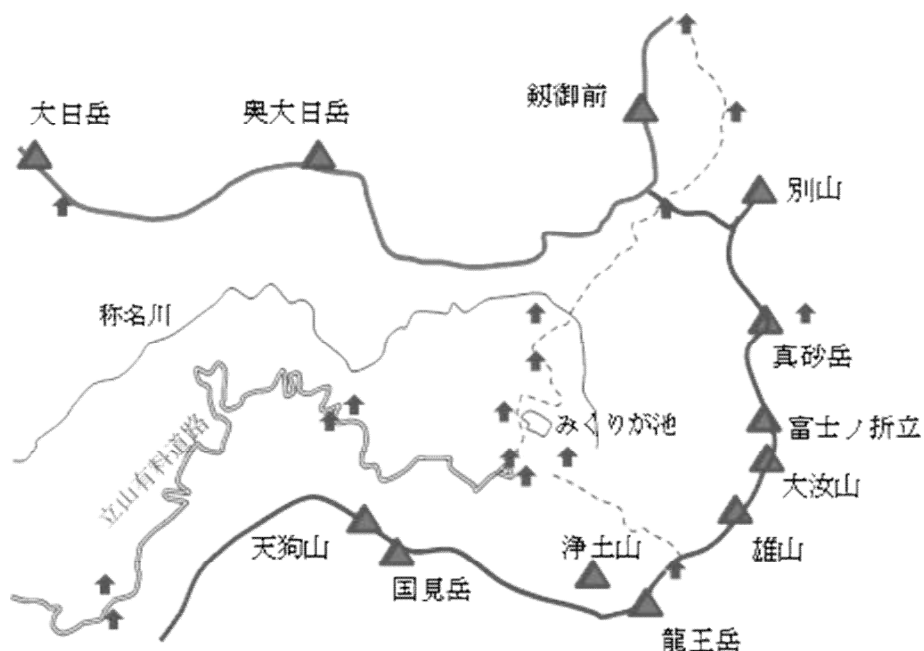 剱御前
大日岳
奥大日岳
別山
称名川
真砂岳
みくりが池
富士ノ折立
立山有料道路
大汝山
天狗山
浄土山
雄山
国見岳
龍王岳